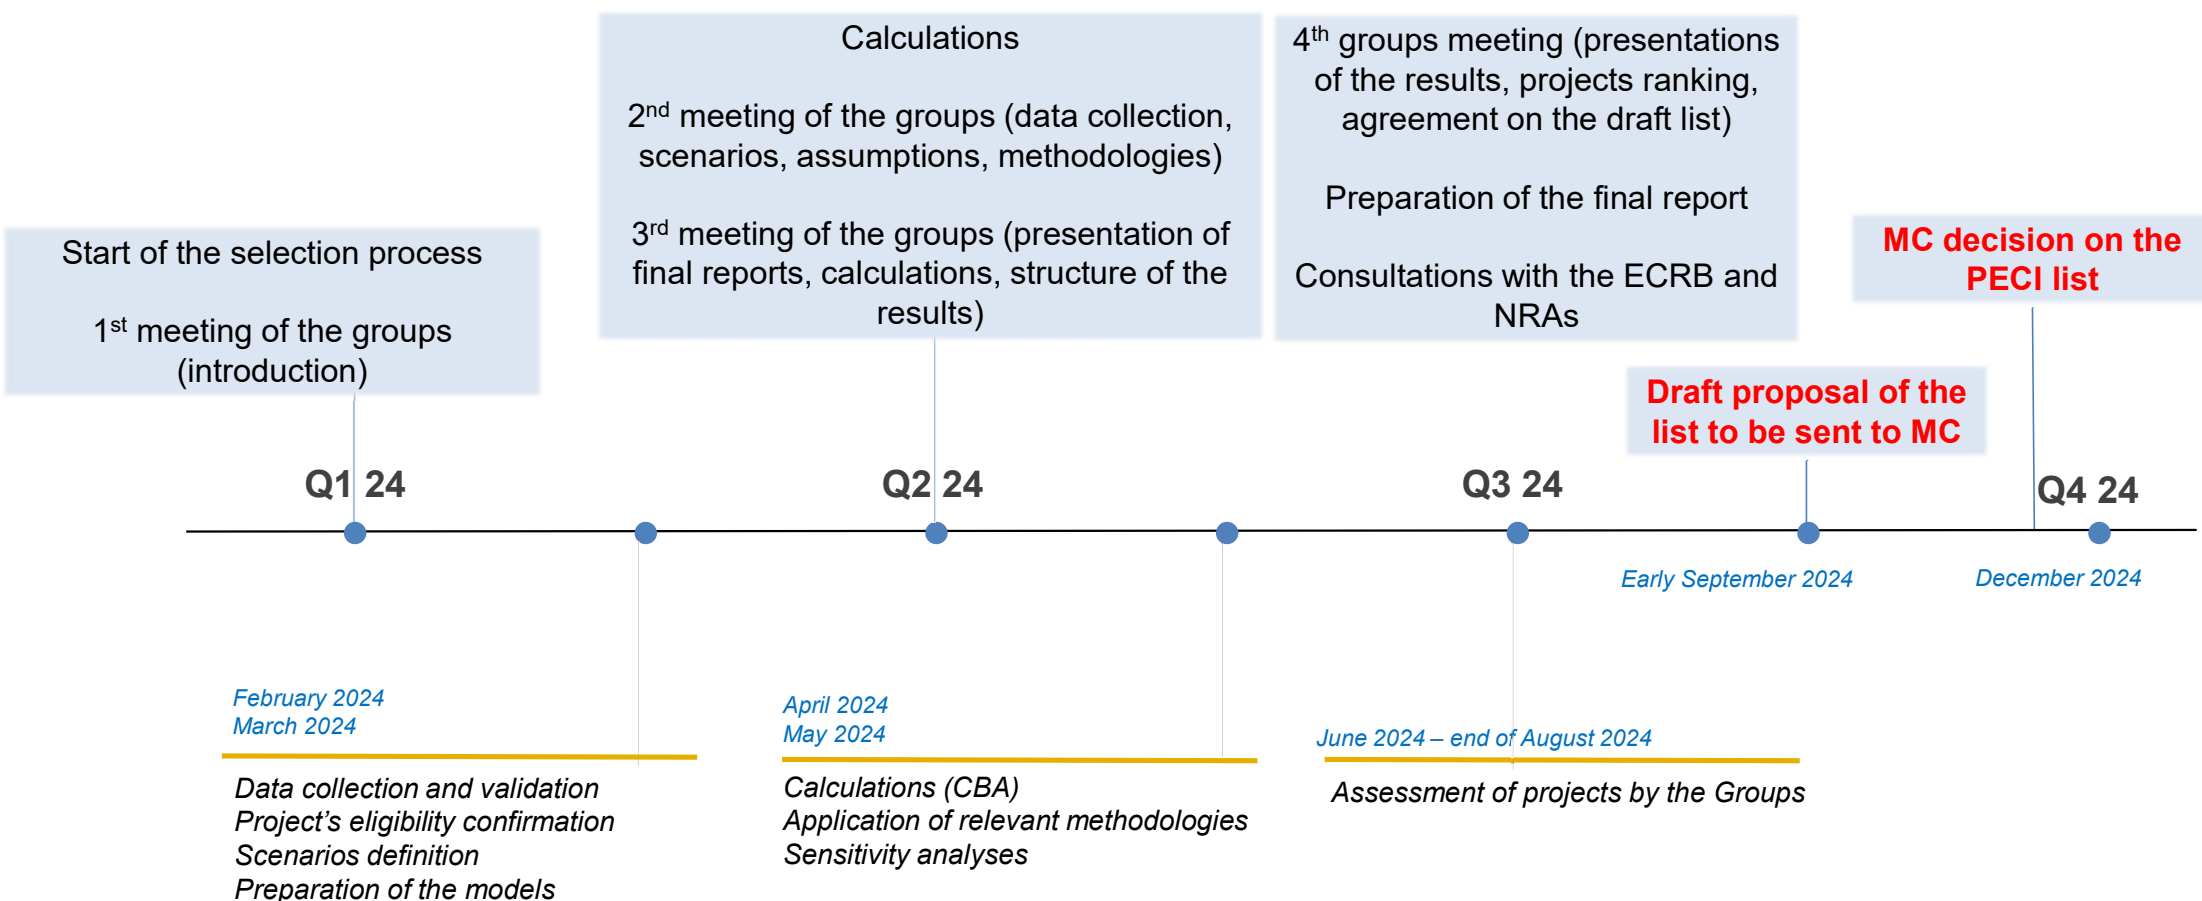 Start of the selection process
1st meeting of the groups
(introduction)
Calculations
2nd meeting of the groups (data collection,
scenarios, assumptions, methodologies)
3rd meeting of the groups (presentation of
final reports, calculations, structure of the
results)
4th groups meeting (presentations
of the results, projects ranking,
agreement on the draft list)
Preparation of the final report
Consultations with the ECRB and
NRAs
MC decision on the
PECI list
Draft proposal of the
list to be sent to MC
Q1 24
Q2 24
Q3 24
Q4 24
Early September 2024
December 2024
February 2024
March 2024
Data collection and validation
Project’s eligibility confirmation
Scenarios definition
Preparation of the models
April 2024
May 2024
Calculations (CBA)
Application of relevant methodologies
Sensitivity analyses
June 2024 – end of August 2024
Assessment of projects by the Groups